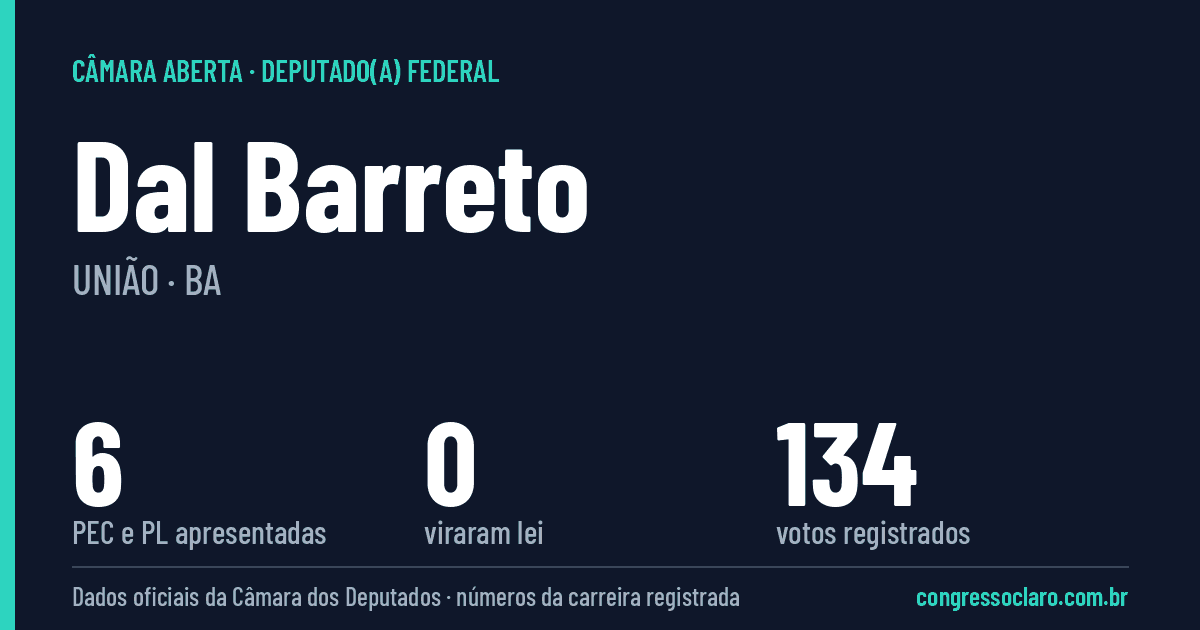 CÂMARA ABERTA · DEPUTADO(A) FEDERAL
Dal Barreto
UNIÃO · BA
6 0 134
PEC e PL apresentadas viraram lei votos registrados
Dados oficiais da Câmara dos Deputados · números da carreira registrada congressoclaro.com.br